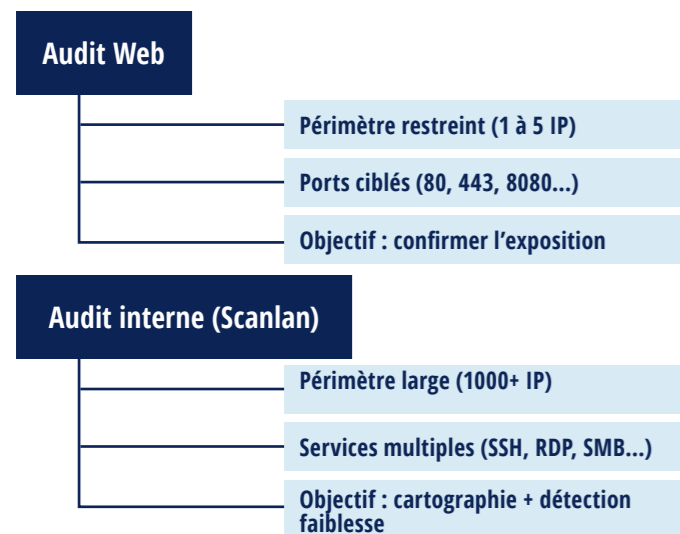 Audit Web
Périmètre restreint (1 à 5 IP)
Ports ciblés (80, 443, 8080...)
Objectif : confirmer l'exposition
Audit interne (Scanlan)
Périmètre large (1000+ IP)
Services multiples (SSH, RDP, SMB...)
Objectif : cartographie + détection
faiblesse